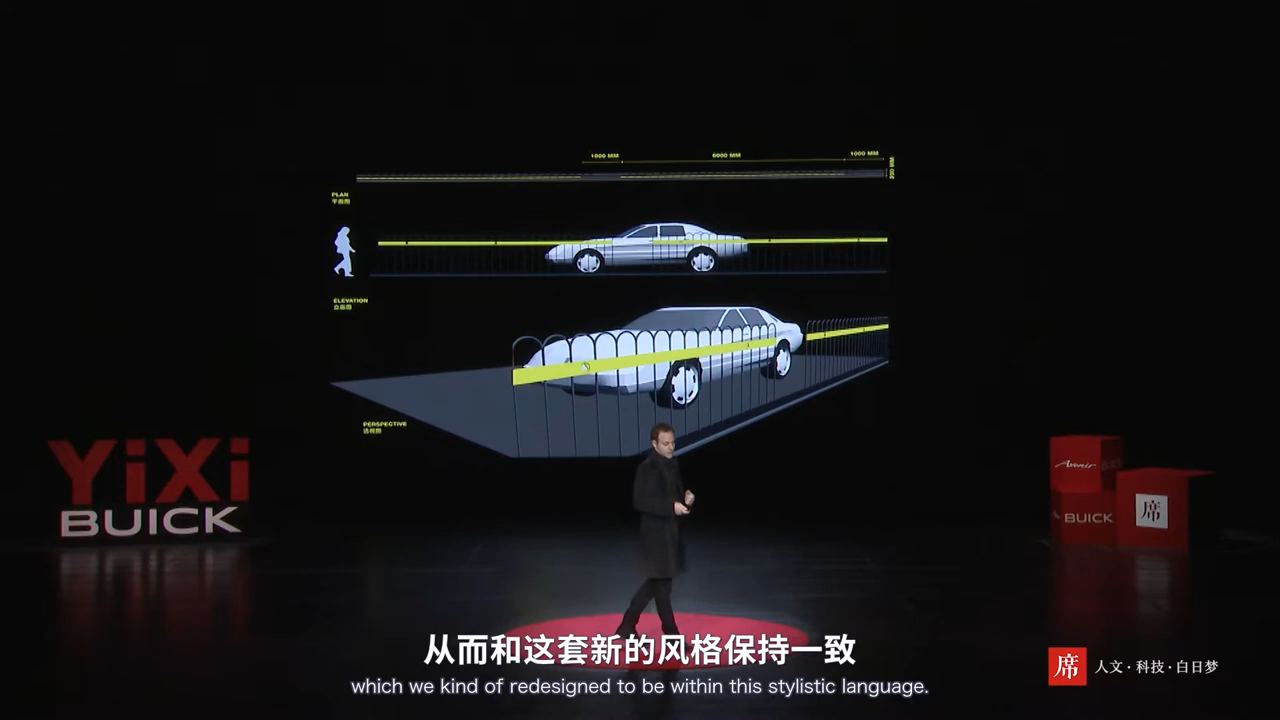 1000 MM
6000 MM
1000 MM
PLAN
平面图
ELEVATION
立面图
PERSPECTIVE
透视图
YiXi
BUICK
Avenir
BUICK
席
从而和这套新的风格保持一致
which we kind of redesigned to be within this stylistic language.
席 人文·科技·白日梦